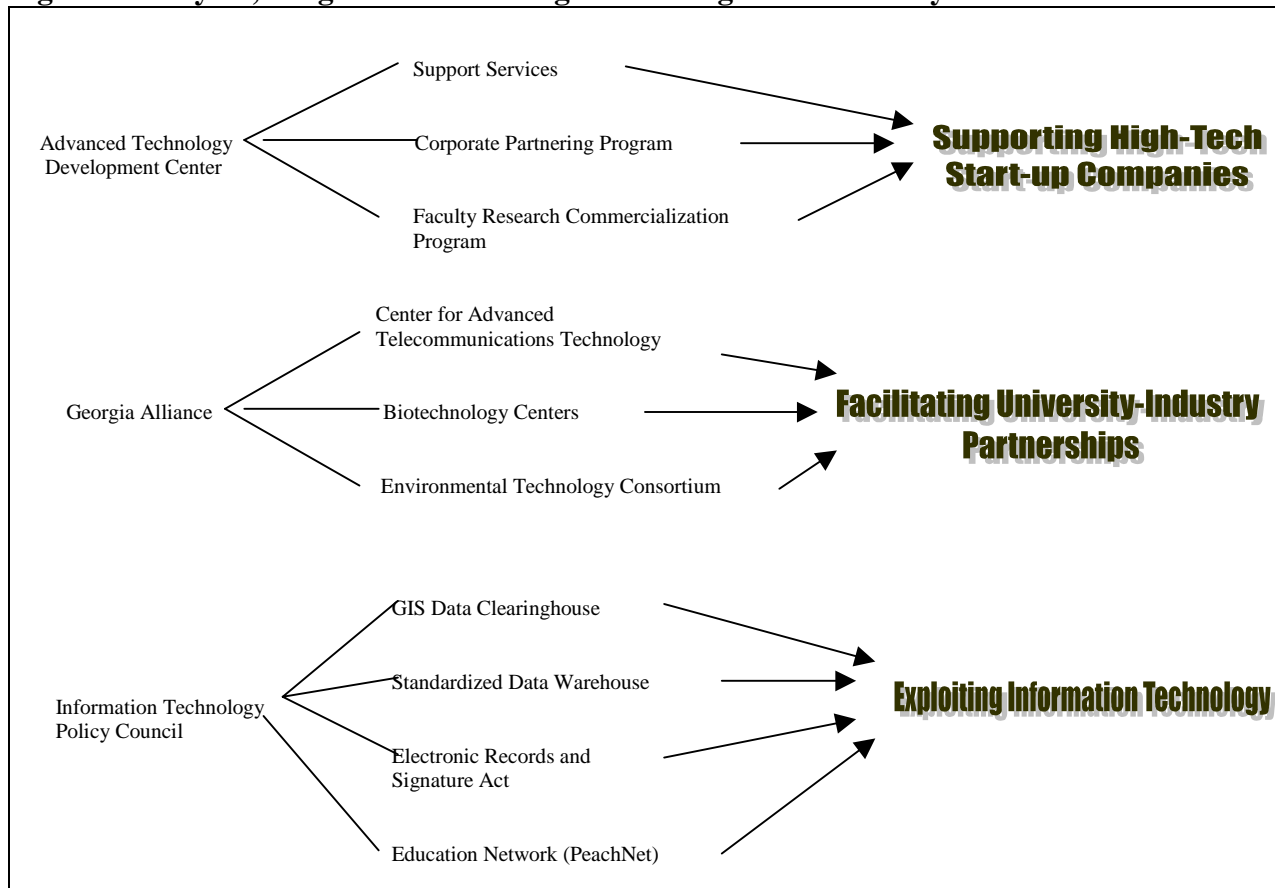 Support Services
Advanced Technology
Development Center
Corporate Partnering Program
Faculty Research Commercialization
Program
Supporting High-Tech
Start-up Companies
Georgia Alliance
Center for Advanced
Telecommunications Technology
Biotechnology Centers
Environmental Technology Consortium
Facilitating University-Industry
Partnerships
Information Technology
Policy Council
GIS Data Clearinghouse
Standardized Data Warehouse
Electronic Records and
Signature Act
Education Network (PeachNet)
Exploiting Information Technology